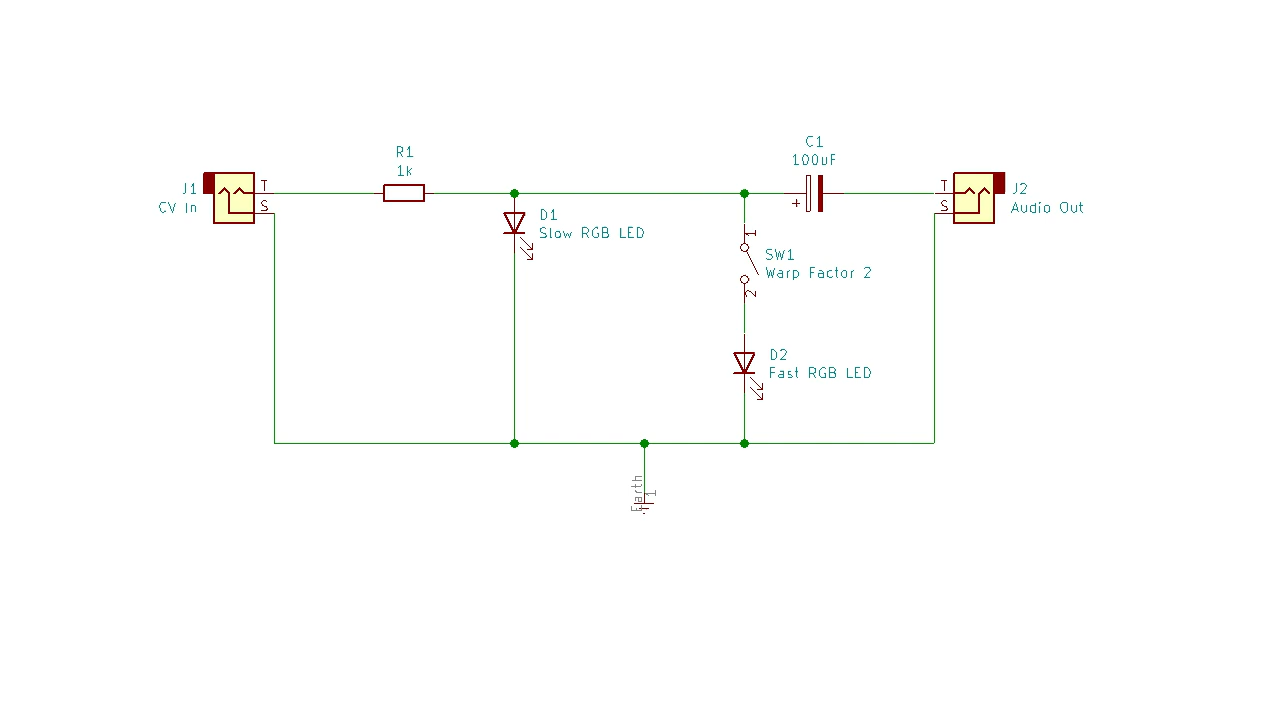 C1
100uF
R1
1k
J1
CV In
T
S
T
S
J2
Audio Out
D1
Slow RGB LED
+
1
SW1
Warp Factor 2
2
D2
Fast RGB LED
Earth
1